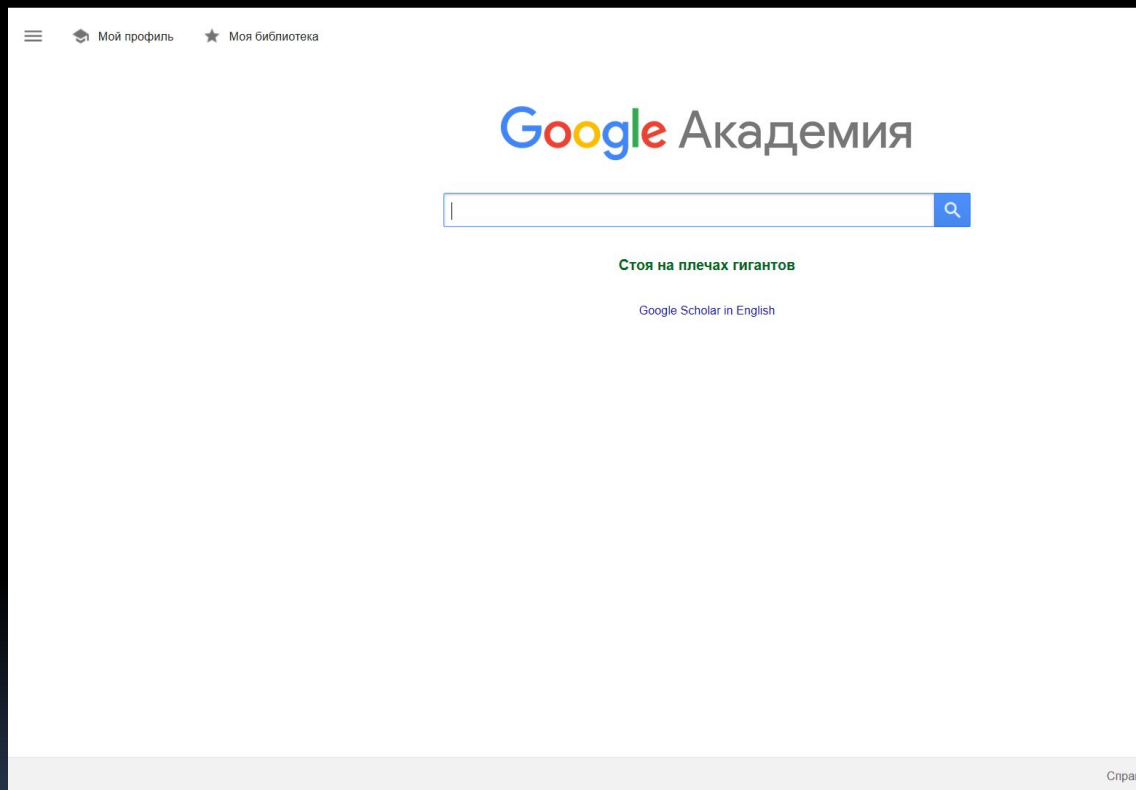 Мой профиль Моя библиотека
Google Академия
Стоя на плечах гигантов
Google Scholar in English